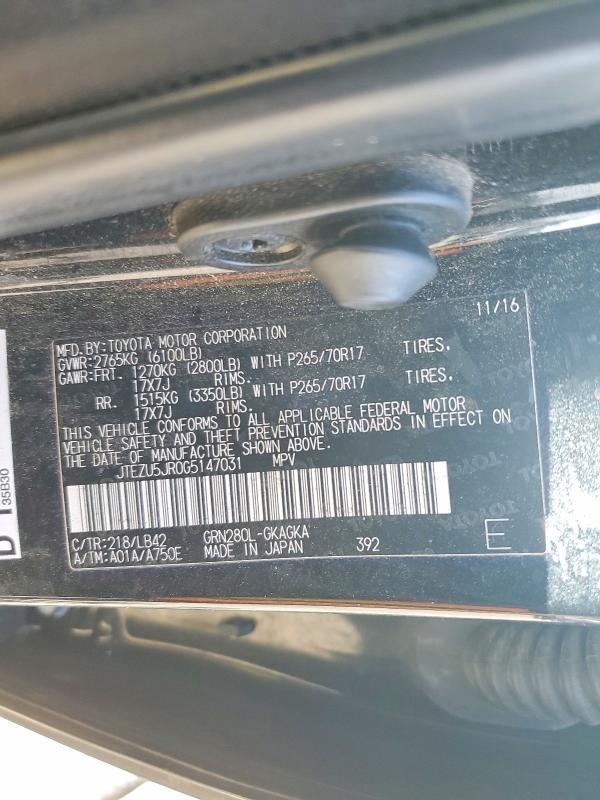 11/16
MFD.BY:TOYOTA MOTOR CORPORATION
GVWR:2765KG (6100LB)
GAWR:FRT. 1270KG (2800LB) WITH P265/70R17 TIRES.
17X7J RIMS.
RR. 1515KG (3350LB) WITH P265/70R17 TIRES.
17X7J RIMS.
THIS VEHICLE CONFORMS TO ALL APPLICABLE FEDERAL MOTOR
VEHICLE SAFETY AND THEFT PREVENTION STANDARDS IN EFFECT ON
THE DATE OF MANUFACTURE SHOWN ABOVE.
JTEZU5JR0G5147031 MPV
C/TR:218/LB42 GRN280L-GKAGKA
A/TM:A01A/A750E MADE IN JAPAN 392 E
35B30